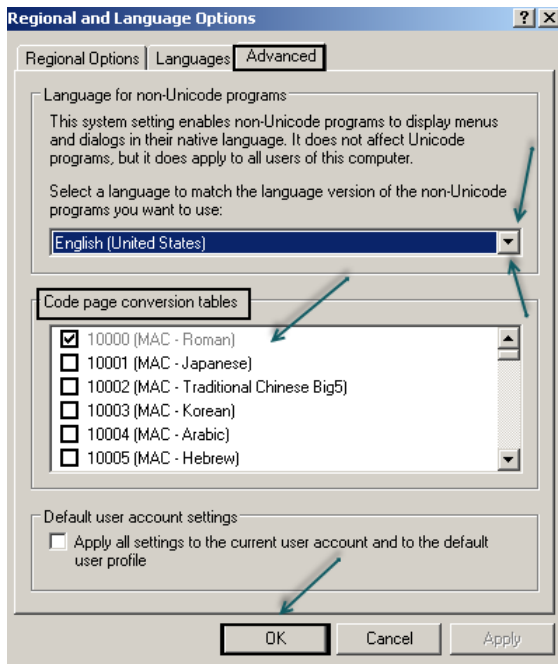 Regional and Language Options
Regional Options
Languages
Advanced
Language for non-Unicode programs
This system setting enables non-Unicode programs to display menus
and dialogs in their native language. It does not affect Unicode
programs, but it does apply to all users of this computer.
Select a language to match the language version of the non-Unicode
programs you want to use:
English (United States)
Code page conversion tables
10000 (MAC - Roman)
10001 (MAC - Japanese)
10002 (MAC - Traditional Chinese Big5)
10003 (MAC - Korean)
10004 (MAC - Arabic)
10005 (MAC - Hebrew)
Default user account settings
Apply all settings to the current user account and to the default
user profile
OK
Cancel
Apply